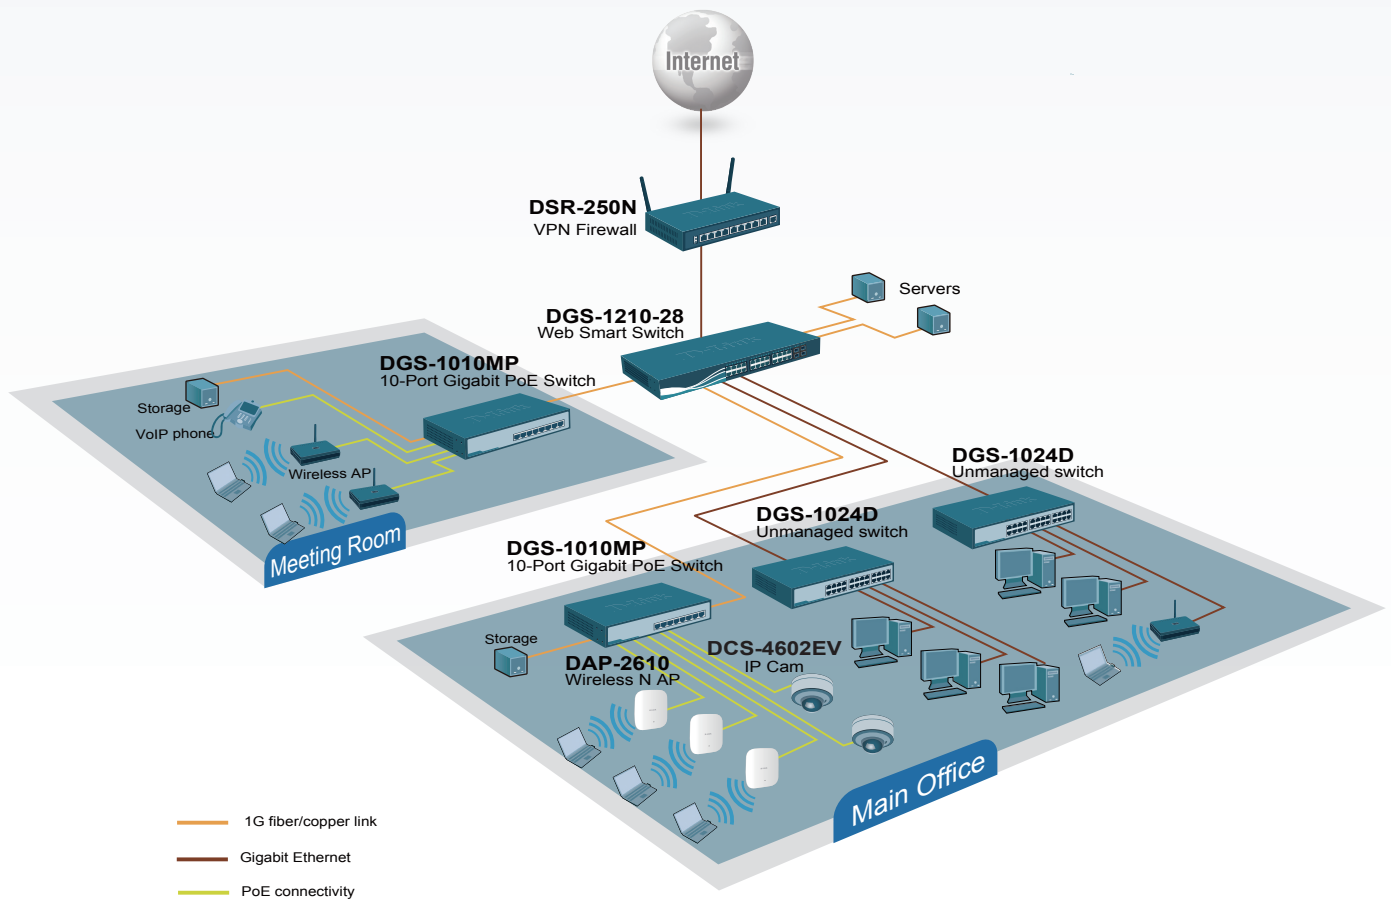 Internet
DSR-250N
VPN Firewall
Servers
DGS-1210-28
Web Smart Switch
DGS-1010MP
10-Port Gigabit PoE Switch
Storage
VoIP phone
Wireless AP
Meeting Room
DGS-1024D
Unmanaged switch
DGS-1024D
Unmanaged switch
DGS-1010MP
10-Port Gigabit PoE Switch
Storage
DAP-2610
Wireless N AP
DCS-4602EV
IP Cam
Main Office
1G fiber/copper link
Gigabit Ethernet
PoE connectivity